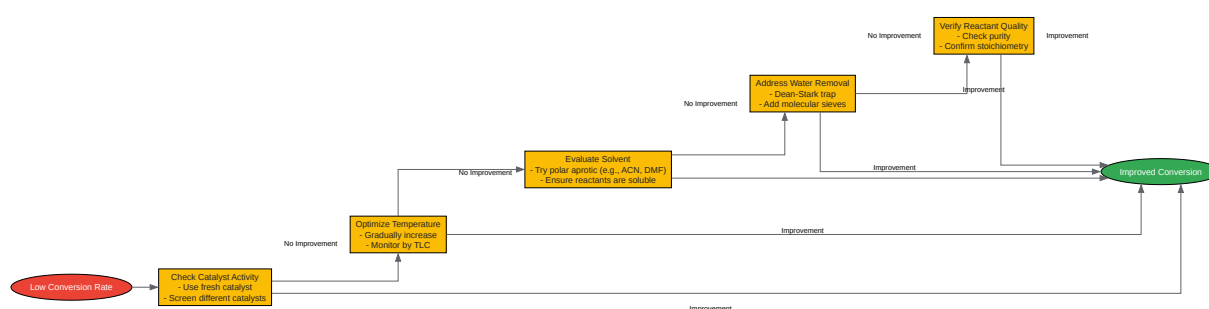 Verify Reactant Quality
- Check purity
- Confirm stoichiometry
No Improvement
Improvement
Address Water Removal
- Dean-Stark trap
- Add molecular sieves
No Improvement
Improvement
Evaluate Solvent
- Try polar aprotic (e.g., ACN, DMF)
- Ensure reactants are soluble
No Improvement
Improvement
Improved Conversion
Optimize Temperature
- Gradually increase
- Monitor by TLC
No Improvement
Improvement
Check Catalyst Activity
- Use fresh catalyst
- Screen different catalysts
Low Conversion Rate
Improvement